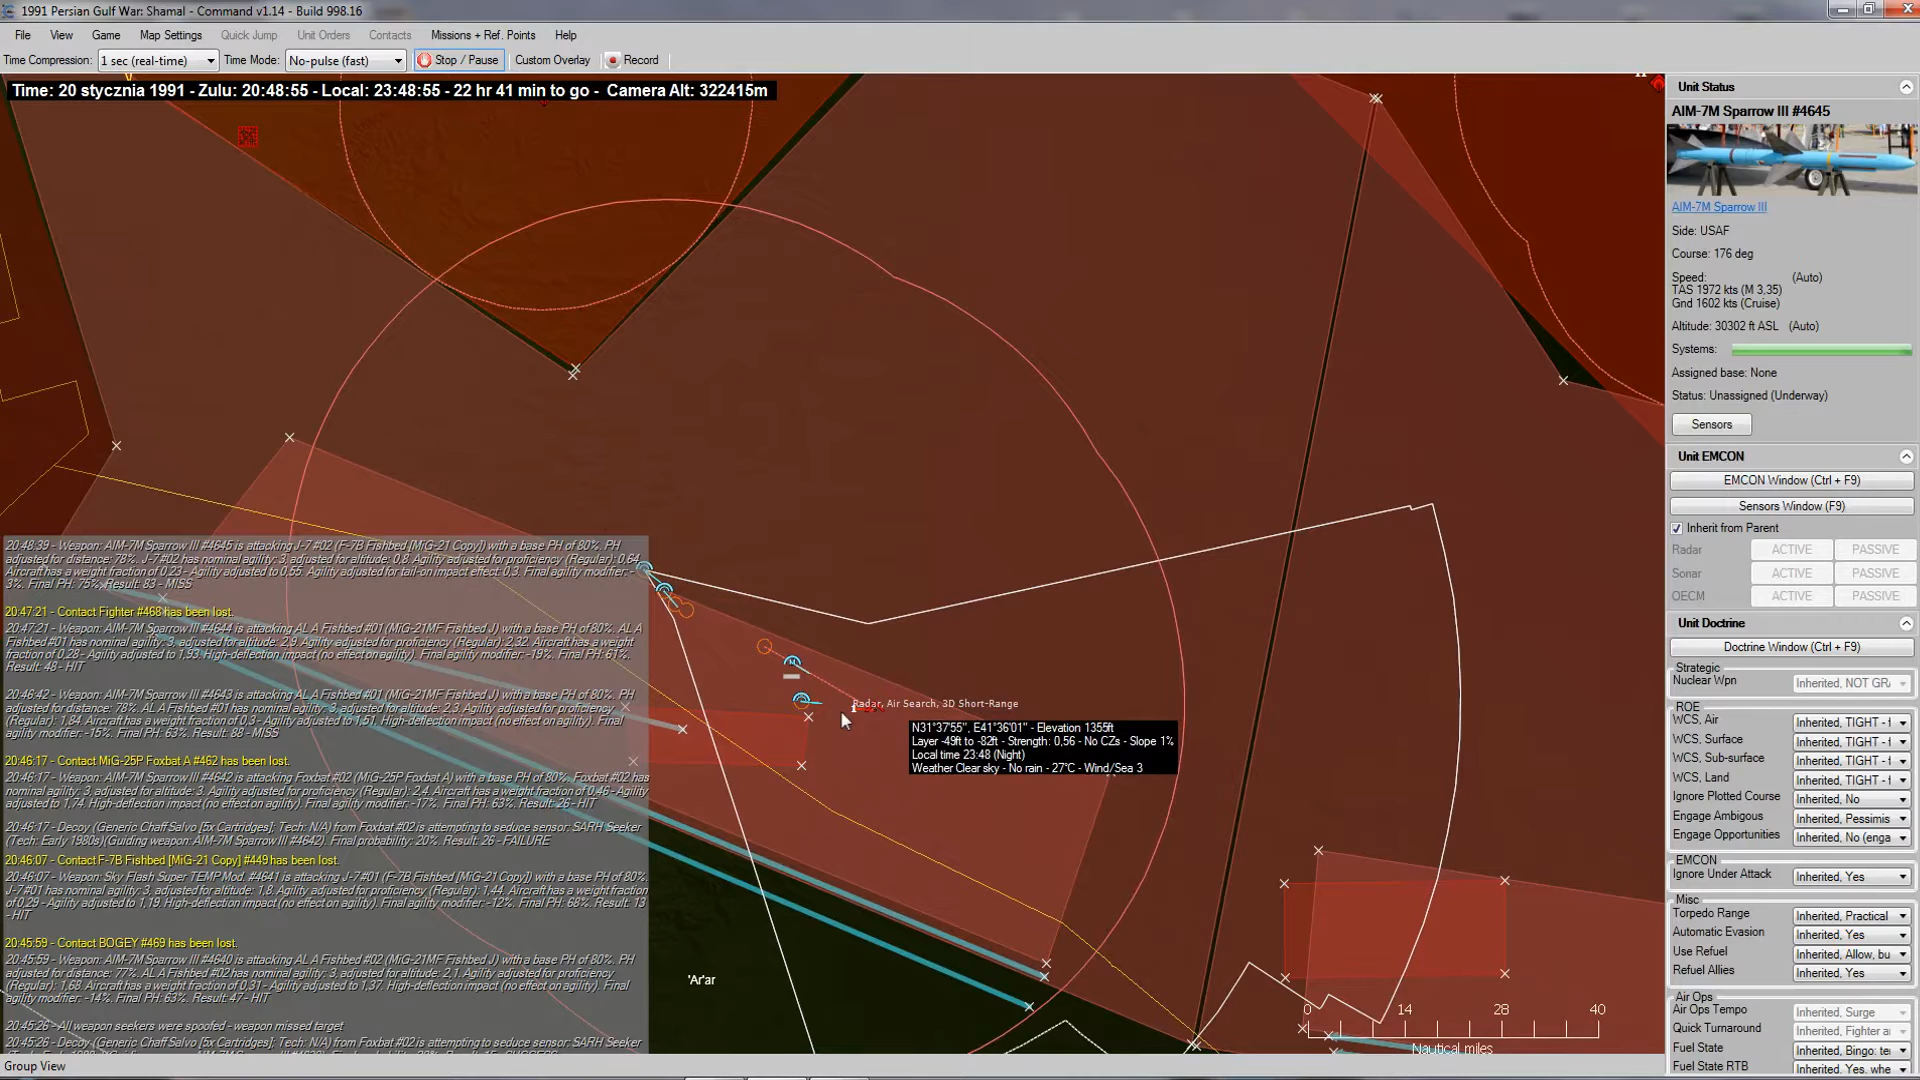 1991 Persian Gulf War: Shamal - Command v1.14 - Build 998.16
File View Game Map Settings Quick Jump Unit Orders Contacts Missions + Ref. Points Help
Time Compression: 1 sec (real-time) Time Mode: No-pulse (fast) Stop / Pause Custom Overlay Record
Time: 20 stycznia 1991 - Zulu: 20:48:55 - Local: 23:48:55 - 22 hr 41 min to go - Camera Alt: 322415m
20:48:39 - Weapon: AIM-7M Sparrow III #4645 is attacking J-7 #02 (F-7B Fishbed [MiG-21 Copy]) with a base PH of 80%. PH
adjusted for distance: 78%. J-7 #02 has nominal agility: 3, adjusted for altitude: 0,8. Agility adjusted for proficiency (Regular): 0,64.
Aircraft has a weight fraction of 0,23 - Agility adjusted to 0,55. Agility adjusted for tail-on impact effect: 0,3. Final agility modifier: -
3%. Final PH: 75%. Result: 83 - MISS
20:47:21 - Contact Fighter #468 has been lost.
20:47:21 - Weapon: AIM-7M Sparrow III #4644 is attacking AL A Fishbed #01 (MiG-21MF Fishbed J) with a base PH of 80%. AL A
Fishbed #01 has nominal agility: 3, adjusted for altitude: 2,9. Agility adjusted for proficiency (Regular): 2,32. Aircraft has a weight
fraction of 0,28 - Agility adjusted to 1,93. High-deflection impact (no effect on agility). Final agility modifier: -19%. Final PH: 61%.
Result: 48 - HIT
20:46:42 - Weapon: AIM-7M Sparrow III #4643 is attacking AL A Fishbed #01 (MiG-21MF Fishbed J) with a base PH of 80%. PH
adjusted for distance: 78%. AL A Fishbed #01 has nominal agility: 3, adjusted for altitude: 2,3. Agility adjusted for proficiency
(Regular): 1,84. Aircraft has a weight fraction of 0,3 - Agility adjusted to 1,51. High-deflection impact (no effect on agility). Final
agility modifier: -15%. Final PH: 63%. Result: 88 - MISS
20:46:17 - Contact MiG-25P Foxbat A #462 has been lost.
20:46:17 - Weapon: AIM-7M Sparrow III #4642 is attacking Foxbat #02 (MiG-25P Foxbat A) with a base PH of 80%. Foxbat #02 has
nominal agility: 3, adjusted for altitude: 3. Agility adjusted for proficiency (Regular): 2,4. Aircraft has a weight fraction of 0,46 - Agility
adjusted to 1,74. High-deflection impact (no effect on agility). Final agility modifier: -17%. Final PH: 63%. Result: 26 - HIT
20:46:17 - Decoy (Generic Chaff Salvo [5x Cartridges]; Tech: N/A) from Foxbat #02 is attempting to seduce sensor: SARH Seeker
(Tech: Early 1980s)(Guiding weapon: AIM-7M Sparrow III #4642). Final probability: 20%. Result: 26 - FAILURE
20:46:07 - Contact F-7B Fishbed [MiG-21 Copy] #449 has been lost.
20:46:07 - Weapon: Sky Flash Super TEMP Mod. #4641 is attacking J-7 #01 (F-7B Fishbed [MiG-21 Copy]) with a base PH of 80%.
J-7 #01 has nominal agility: 3, adjusted for altitude: 1,8. Agility adjusted for proficiency (Regular): 1,44. Aircraft has a weight fraction
of 0,29 - Agility adjusted to 1,19. High-deflection impact (no effect on agility). Final agility modifier: -12%. Final PH: 68%. Result: 13
- HIT
20:45:59 - Contact BOGEY #469 has been lost.
20:45:59 - Weapon: AIM-7M Sparrow III #4640 is attacking AL A Fishbed #02 (MiG-21MF Fishbed J) with a base PH of 80%. PH
adjusted for distance: 77%. AL A Fishbed #02 has nominal agility: 3, adjusted for altitude: 2,1. Agility adjusted for proficiency
(Regular): 1,68. Aircraft has a weight fraction of 0,31 - Agility adjusted to 1,37. High-deflection impact (no effect on agility). Final
agility modifier: -14%. Final PH: 63%. Result: 47 - HIT
20:45:26 - All weapon seekers were spoofed - weapon missed target
20:45:26 - Decoy (Generic Chaff Salvo [5x Cartridges]; Tech: N/A) from Foxbat #02 is attempting to seduce sensor: SARH Seeker
Radar, Air Search, 3D Short-Range
N31°37'55", E41°36'01" - Elevation 1355ft
Layer -49ft to -82ft - Strength: 0,56 - No CZs - Slope 1%
Local time 23:48 (Night)
Weather Clear sky - No rain - 27°C - Wind/Sea 3
'Ar'ar
0 14 28 40
Nautical miles
Group View
Unit Status
AIM-7M Sparrow III #4645
AIM-7M Sparrow III
Side: USAF
Course: 176 deg
Speed: (Auto)
TAS 1972 kts (M 3,35)
Gnd 1602 kts (Cruise)
Altitude: 30302 ft ASL (Auto)
Systems:
Assigned base: None
Status: Unassigned (Underway)
Sensors
Unit EMCON
EMCON Window (Ctrl + F9)
Sensors Window (F9)
Inherit from Parent
Radar ACTIVE PASSIVE
Sonar ACTIVE PASSIVE
OECM ACTIVE PASSIVE
Unit Doctrine
Doctrine Window (Ctrl + F9)
Strategic
Nuclear Wpn Inherited, NOT GR
ROE
WCS, Air Inherited, TIGHT - f
WCS, Surface Inherited, TIGHT - f
WCS, Sub-surface Inherited, TIGHT - f
WCS, Land Inherited, TIGHT - f
Ignore Plotted Course Inherited, No
Engage Ambiguous Inherited, Pessimis
Engage Opportunities Inherited, No (enga
EMCON
Ignore Under Attack Inherited, Yes
Misc
Torpedo Range Inherited, Practical
Automatic Evasion Inherited, Yes
Use Refuel Inherited, Allow, bu
Refuel Allies Inherited, Yes
Air Ops
Air Ops Tempo Inherited, Surge
Quick Turnaround Inherited, Fighter a
Fuel State Inherited, Bingo: te
Fuel State RTB Inherited, Yes, whe